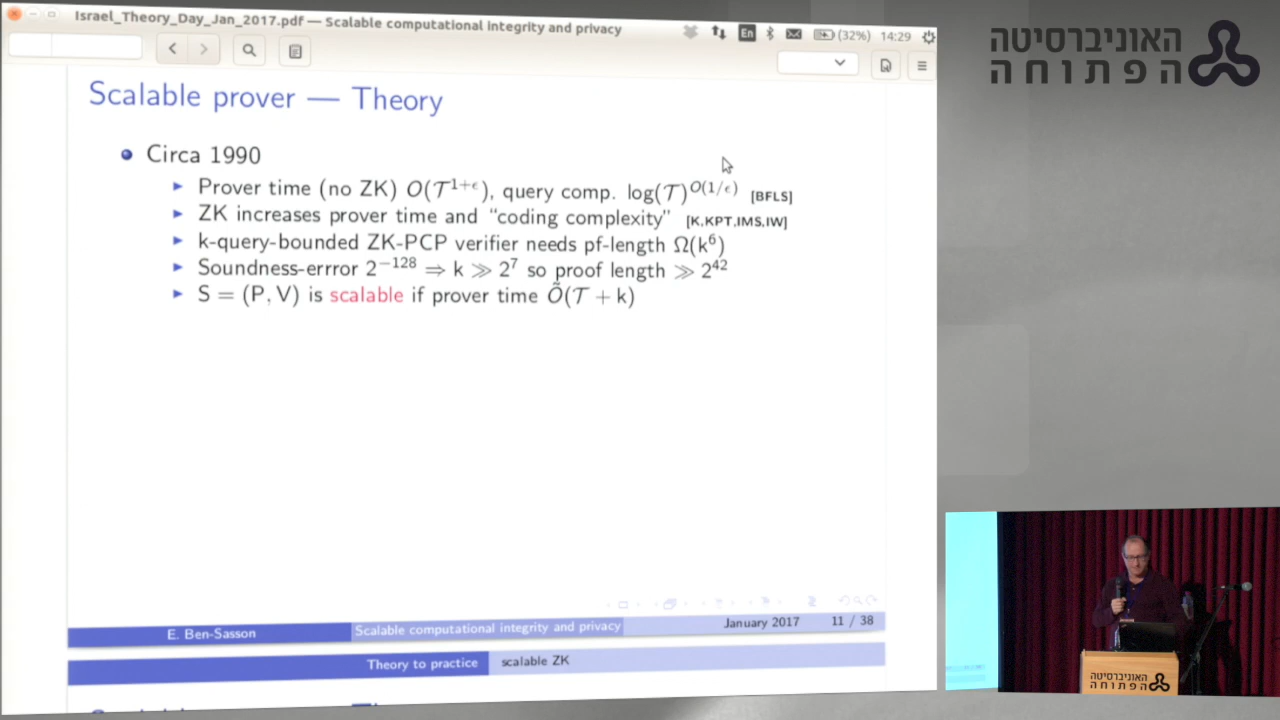 Israel_Theory_Day_Jan_2017.pdf — Scalable computational integrity and privacy
En
(32%)
14:29
האוניברסיטה
הפתוחה
Scalable prover — Theory
Circa 1990
Prover time (no ZK) O(𝒯^{1+ϵ}), query comp. log(𝒯)^{O(1/ϵ)} [BFLS]
ZK increases prover time and "coding complexity" [K,KPT,IMS,IW]
k-query-bounded ZK-PCP verifier needs pf-length Ω(k^6)
Soundness-errror 2^{−128} ⇒ k ≫ 2^7 so proof length ≫ 2^{42}
S = (P, V) is scalable if prover time Õ(𝒯 + k)
E. Ben-Sasson
Scalable computational integrity and privacy
January 2017
11 / 38
Theory to practice
scalable ZK
האוניברסיטה
הפתוחה